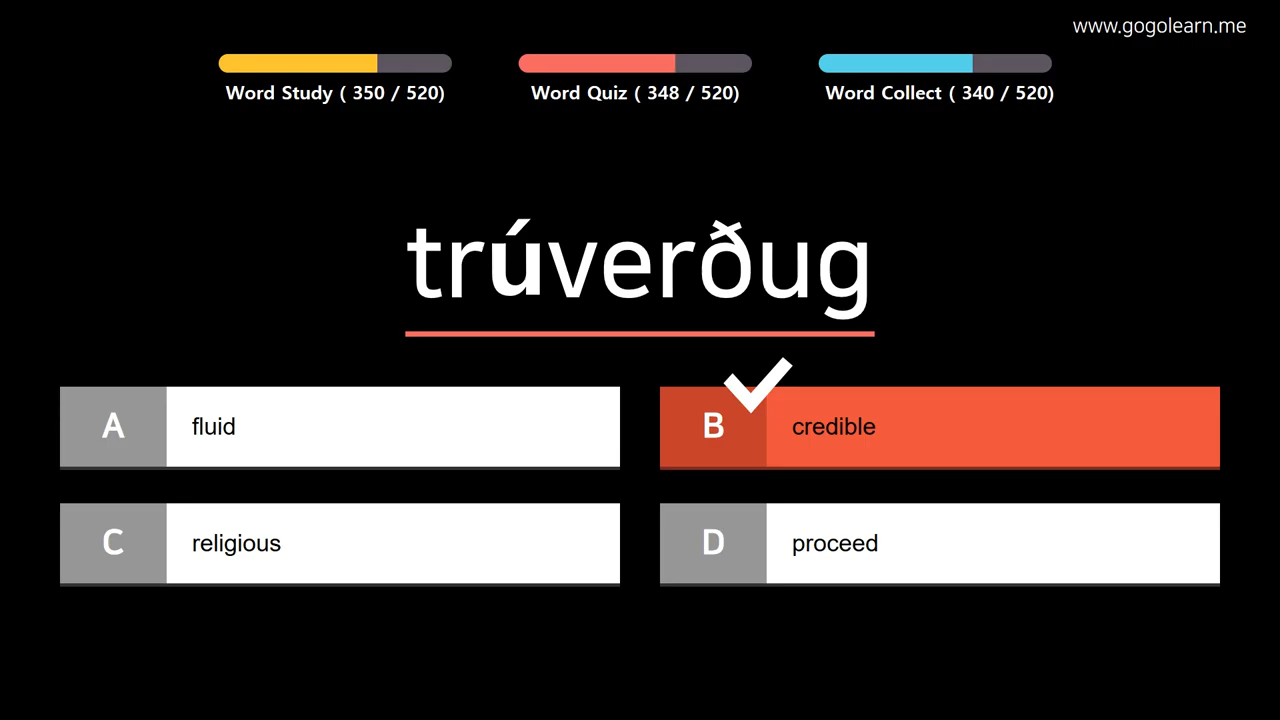 www.gogolearn.me
Word Study ( 350 / 520)
Word Quiz ( 348 / 520)
Word Collect ( 340 / 520)
trúverðug
A fluid
B credible
C religious
D proceed